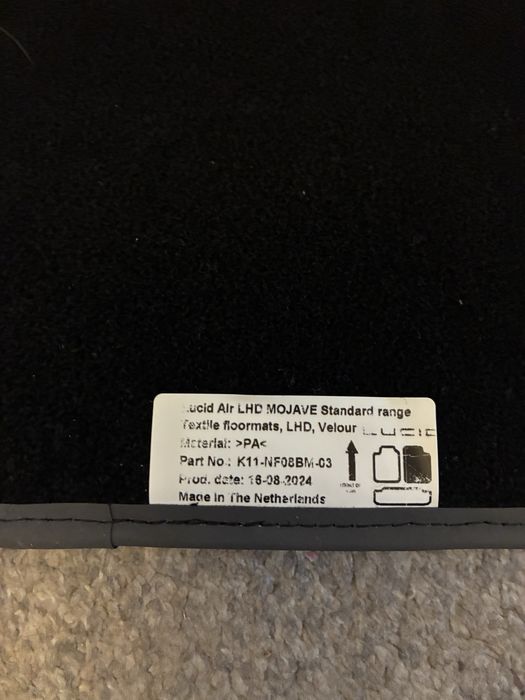 Lucid Air LHD MOJAVE Standard range
Textile floormats, LHD, Velour LUCID
Material: >PA<
Part No.: K11-NF08BM-03
Prod. date: 16-08-2024
Made in The Netherlands